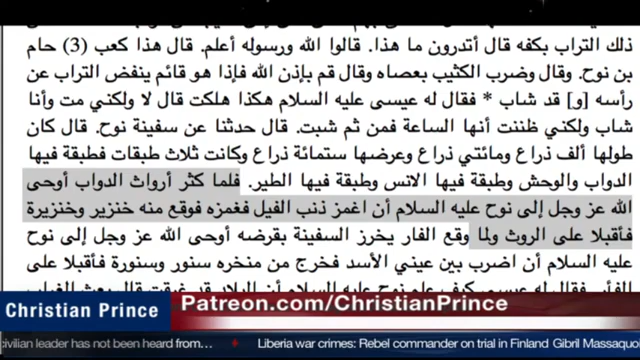 ذلك التراب بكفه قال أتدرون ما هذا. قالوا الله ورسوله أعلم. قال هذا كعب (3) حام
بن نوح. وقال وضرب الكثيب بعصاه وقال قم بإذن الله فإذا هو قائم ينفض التراب عن
رأسه [و] قد شاب * فقال له عيسى عليه السلام هكذا هلكت قال لا ولكني مت وأنا
شاب ولكني ظننت أنها الساعة فمن ثم شبت. قال حدثنا عن سفينة نوح. قال كان
طولها ألف ذراع ومائتي ذراع وعرضها ستمائة ذراع وكانت ثلاث طبقات فطبقة فيها
الدواب والوحش وطبقة فيها الانس وطبقة فيها الطير. فلما كثر أرواث الدواب أوحى
الله عز وجل إلى نوح عليه السلام أن اغمز ذنب الفيل فغمزه فوقع منه خنزير وخنزيرة
فأقبلا على الروث ولما وقع الفار يخرز السفينة بقرضه أوحى الله عز وجل إلى نوح
عليه السلام أن اضرب بين عيني الأسد فخرج من منخره سنور وسنورة فأقبلا على
Christian Prince
Patreon.com/ChristianPrince
civilian leader has not been heard from... Liberia war crimes: Rebel commander on trial in Finland Gibril Massaquo